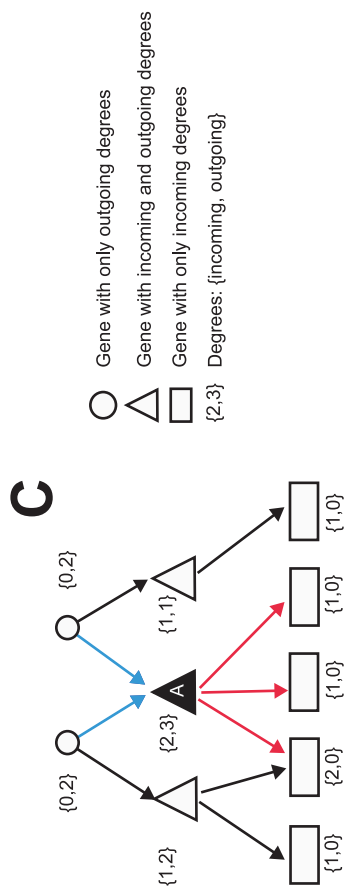 C
{0,2}
{0,2}
{1,2}
{2,3}
A
{1,1}
{1,0}
{2,0}
{1,0}
{1,0}
{1,0}
Gene with only outgoing degrees
Gene with incoming and outgoing degrees
Gene with only incoming degrees
{2,3} Degrees: {incoming, outgoing}